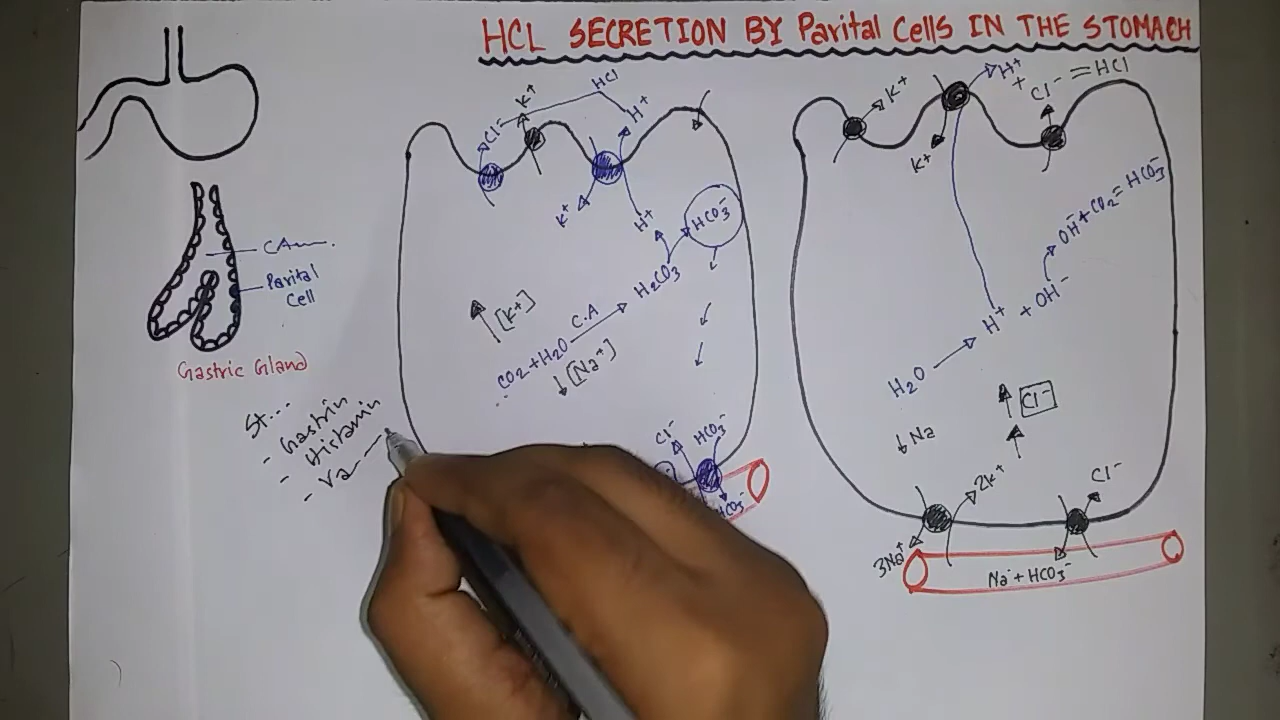 HCL SECRETION BY Parital Cells IN THE STOMACH
Parital
Cell
Gastric Gland
St...
- Gastrin
- Histamin
- Va
Cl⁻
K⁺
HCl
H⁺
K⁺
H⁺
HCO₃⁻
H₂CO₃
C.A
CO₂+H₂O
[K+]
[Na⁺]
Cl⁻
HCO₃⁻
HCO₃⁻
K⁺
K⁺
H⁺
+
Cl⁻ = HCl
OH⁻+CO₂=HCO₃⁻
H₂O
H⁺ + OH⁻
Cl⁻
Na
2K⁺
Cl⁻
3Na⁺
Na⁻+HCO₃⁻